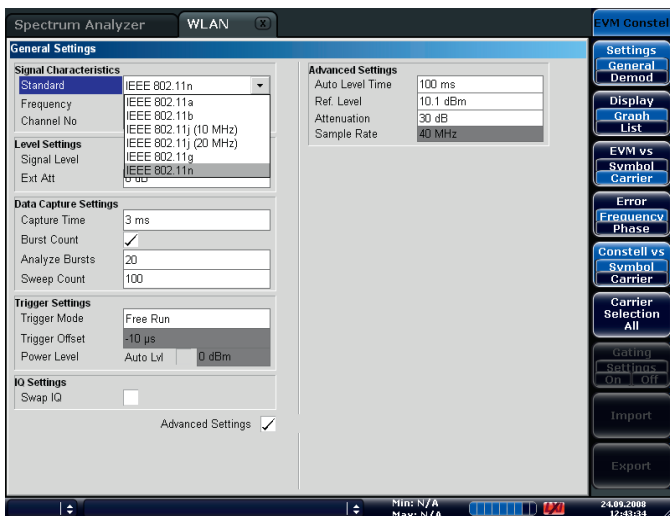 Spectrum Analyzer
WLAN
EVM Constel
General Settings
Signal Characteristics
Standard IEEE 802.11n
IEEE 802.11a
IEEE 802.11b
IEEE 802.11j (10 MHz)
IEEE 802.11j (20 MHz)
IEEE 802.11g
IEEE 802.11n
Frequency
Channel No
Level Settings
Signal Level
Ext Att 0 dB
Data Capture Settings
Capture Time 3 ms
Burst Count
Analyze Bursts 20
Sweep Count 100
Trigger Settings
Trigger Mode Free Run
Trigger Offset -10 µs
Power Level Auto Lvl 0 dBm
IQ Settings
Swap IQ
Advanced Settings
Advanced Settings
Auto Level Time 100 ms
Ref. Level 10.1 dBm
Attenuation 30 dB
Sample Rate 40 MHz
Settings
General
Demod
Display
Graph
List
EVM vs
Symbol
Carrier
Error
Frequency
Phase
Constell vs
Symbol
Carrier
Carrier
Selection
All
Gating
Settings
On Off
Import
Export
Min: N/A
Max: N/A
LXI
24.09.2008
12:43:34